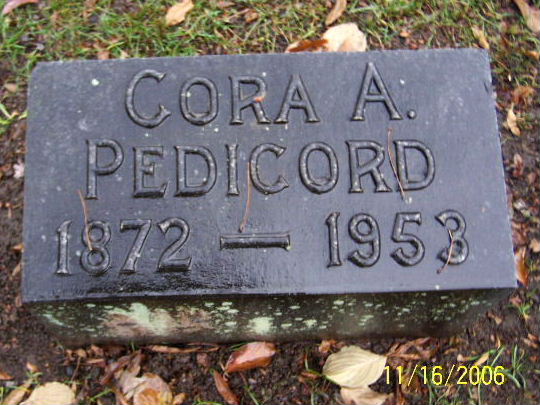 CORA A.
PEDICORD
1872 — 1953
11/16/2006